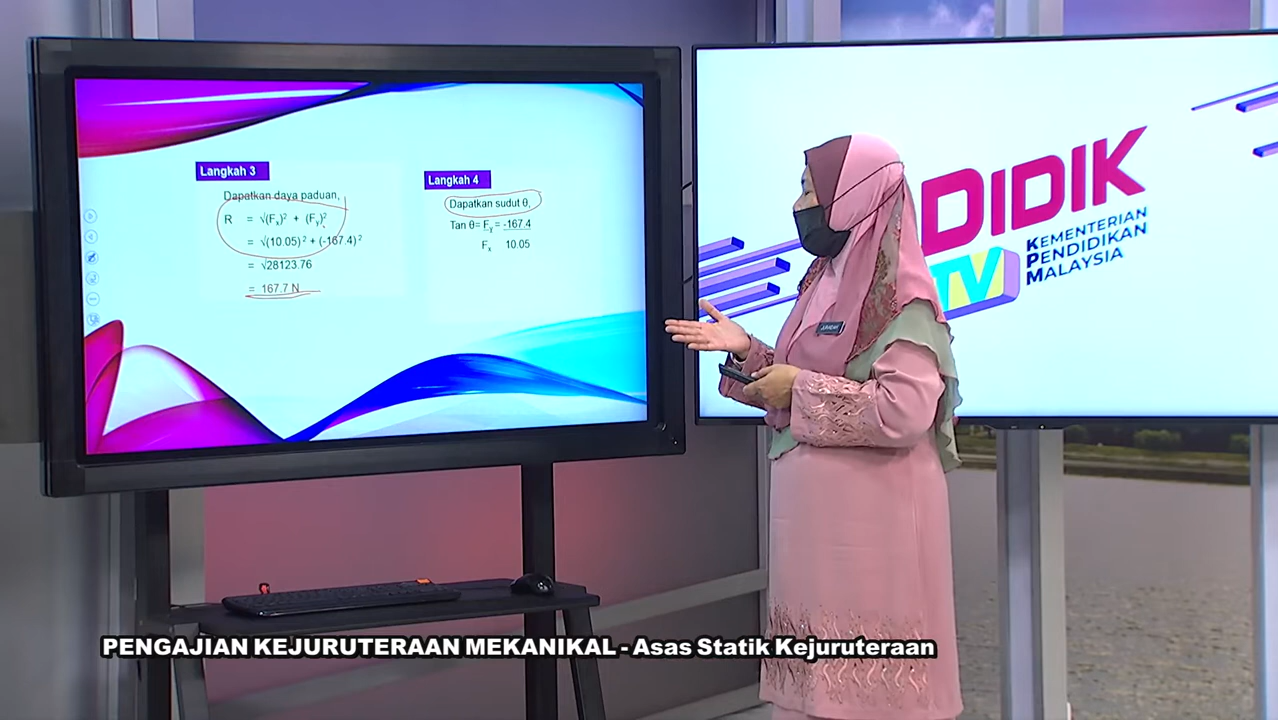 Langkah 3
Dapatkan daya paduan,
R = √(Fₓ)² + (Fᵧ)²
= √(10.05)² + (-167.4)²
= √28123.76
= 167.7 N
Langkah 4
Dapatkan sudut θ,
Tan θ= Fᵧ = -167.4
Fₓ 10.05
DIDIK
TV
KEMENTERIAN
PENDIDIKAN
MALAYSIA
PENGAJIAN KEJURUTERAAN MEKANIKAL - Asas Statik Kejuruteraan